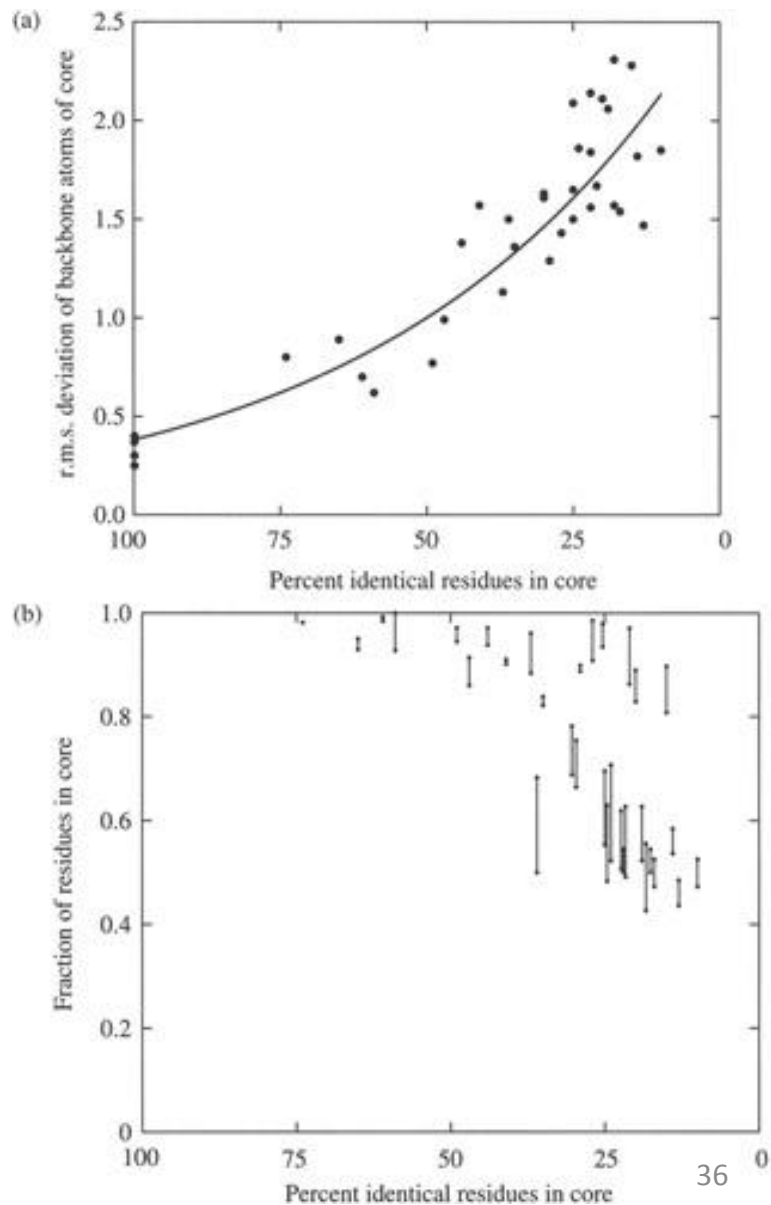 (a)
2.5
2.0
1.5
1.0
0.5
0.0
r.m.s. deviation of backbone atoms of core
100 75 50 25 0
Percent identical residues in core
(b)
1.0
0.8
0.6
0.4
0.2
0
Fraction of residues in core
100 75 50 25 0
36
Percent identical residues in core